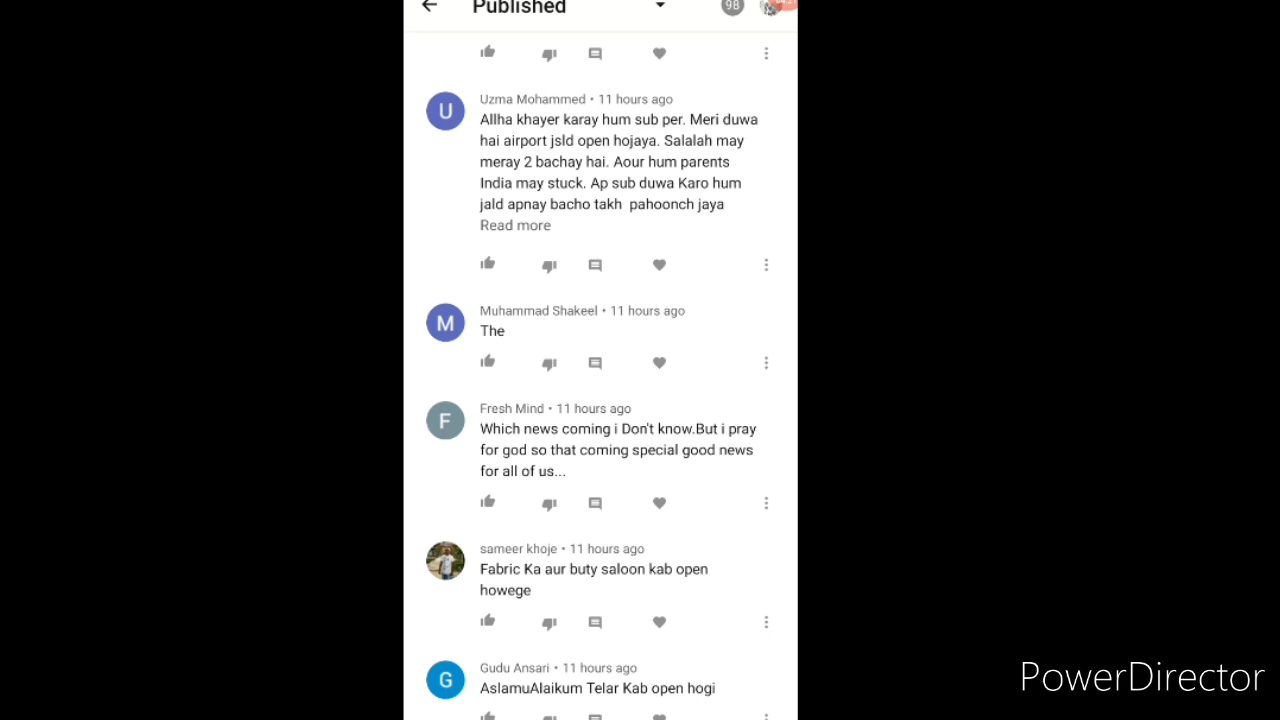 Published
98
Uzma Mohammed • 11 hours ago
Allha khayer karay hum sub per. Meri duwa
hai airport jsld open hojaya. Salalah may
meray 2 bachay hai. Aour hum parents
India may stuck. Ap sub duwa Karo hum
jald apnay bacho takh pahoonch jaya
Read more
U
Muhammad Shakeel • 11 hours ago
The
M
Fresh Mind • 11 hours ago
Which news coming i Don't know.But i pray
for god so that coming special good news
for all of us...
F
sameer khoje • 11 hours ago
Fabric Ka aur buty saloon kab open
howege
Gudu Ansari • 11 hours ago
AslamuAlaikum Telar Kab open hogi
G
PowerDirector